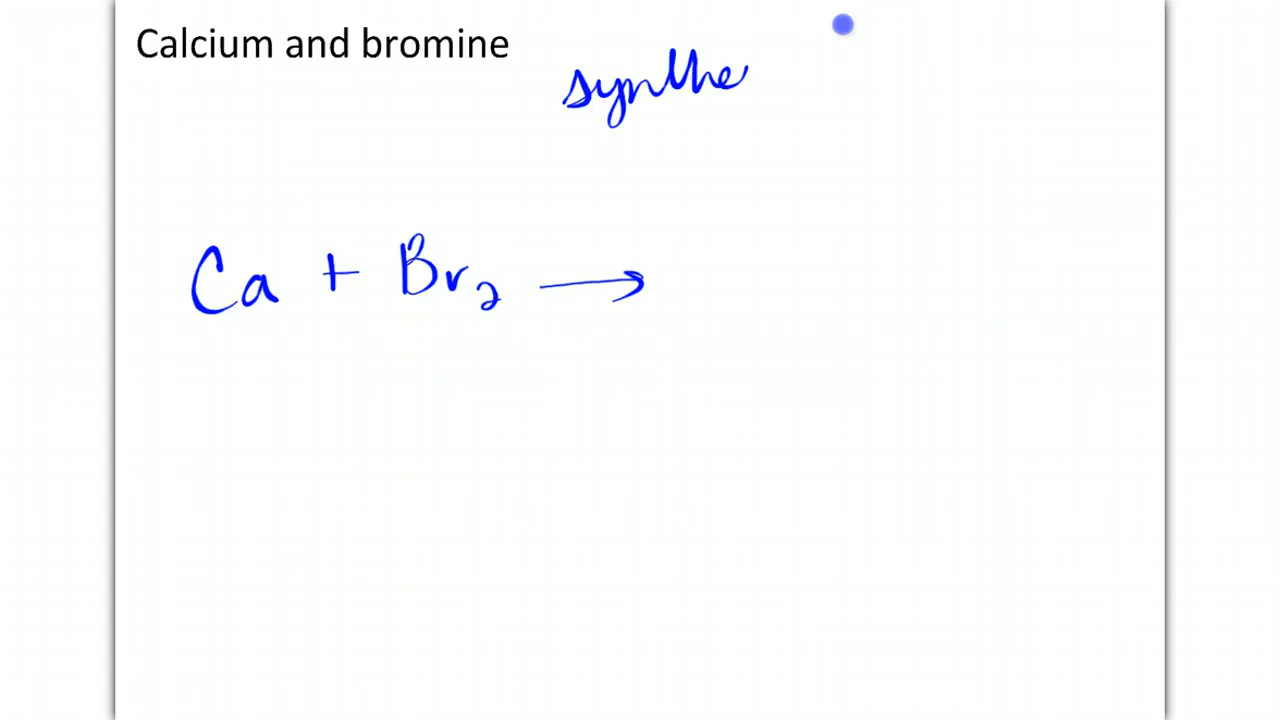 Calcium and bromine
synthe
Ca + Br₂ →